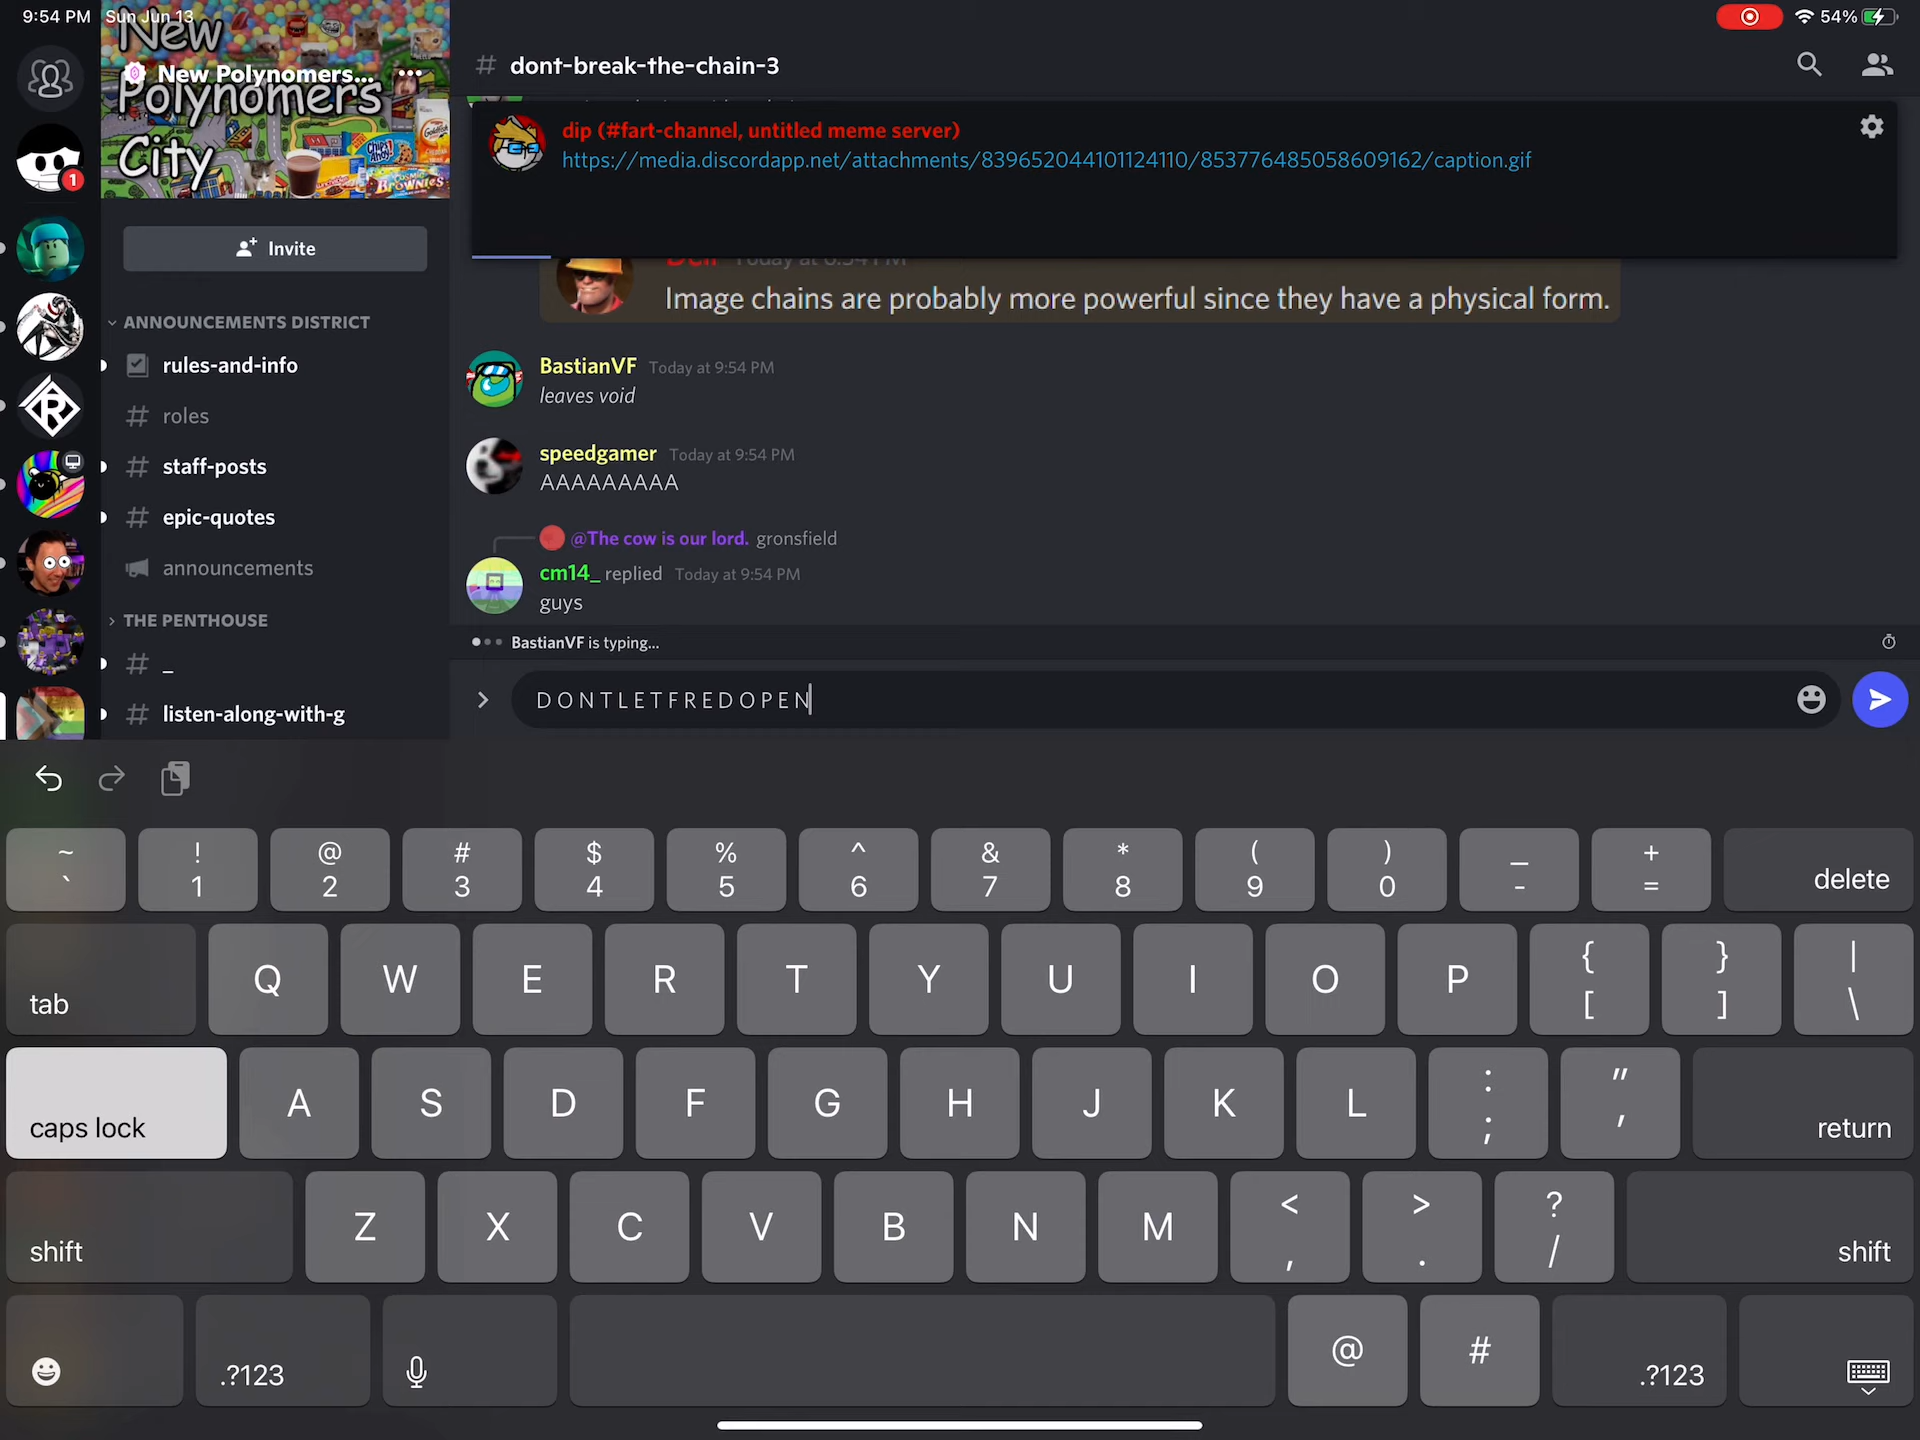 9:54 PM Sun Jun 13
54%
New
Polynomers
City
New Polynomers... •••
1
Invite
ANNOUNCEMENTS DISTRICT
rules-and-info
roles
staff-posts
epic-quotes
announcements
THE PENTHOUSE
_
listen-along-with-g
# dont-break-the-chain-3
dip (#fart-channel, untitled meme server)
https://media.discordapp.net/attachments/839652044101124110/853776485058609162/caption.gif
Image chains are probably more powerful since they have a physical form.
BastianVF Today at 9:54 PM
leaves void
speedgamer Today at 9:54 PM
AAAAAAAAA
@The cow is our lord. gronsfield
cm14_ replied Today at 9:54 PM
guys
BastianVF is typing...
D O N T L E T F R E D O P E N
~ ! @ # $ % ^ & * ( ) _ +
` 1 2 3 4 5 6 7 8 9 0 - = delete
tab Q W E R T Y U I O P { [ } ] | \
caps lock A S D F G H J K L : ; " ' return
shift Z X C V B N M < , > . ? / shift
.?123 @ # .?123